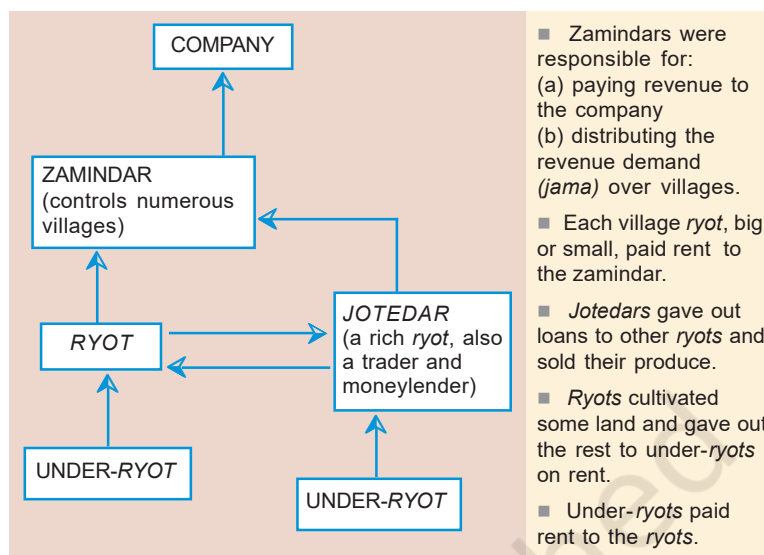 COMPANY
ZAMINDAR
(controls numerous
villages)
RYOT
JOTEDAR
(a rich ryot, also
a trader and
moneylender)
UNDER-RYOT
UNDER-RYOT
■ Zamindars were
responsible for:
(a) paying revenue to
the company
(b) distributing the
revenue demand
(jama) over villages.
■ Each village ryot, big
or small, paid rent to
the zamindar.
■ Jotedars gave out
loans to other ryots and
sold their produce.
■ Ryots cultivated
some land and gave out
the rest to under-ryots
on rent.
■ Under-ryots paid
rent to the ryots.